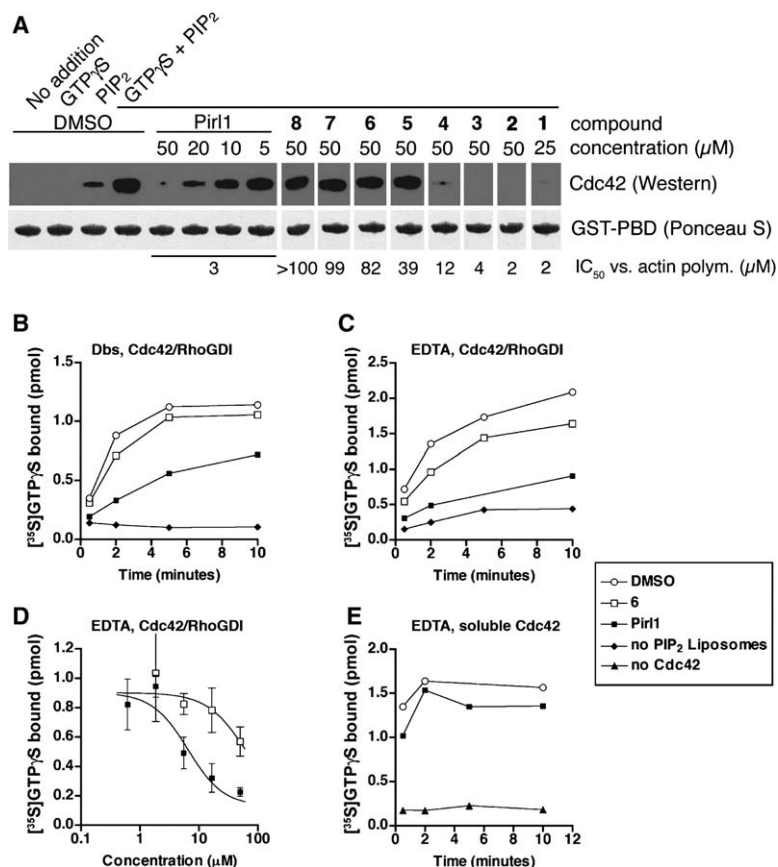 A
No addition
GTPγS
PIP2
GTPγS + PIP2
DMSO Pirl1 8 7 6 5 4 3 2 1 compound
50 20 10 5 50 50 50 50 50 50 50 25 concentration (µM)
Cdc42 (Western)
GST-PBD (Ponceau S)
3 >100 99 82 39 12 4 2 2 IC50 vs. actin polym. (µM)
B
Dbs, Cdc42/RhoGDI
[35S]GTPγS bound (pmol)
1.5
1.0
0.5
0.0
0 2 4 6 8 10
Time (minutes)
C
EDTA, Cdc42/RhoGDI
[35S]GTPγS bound (pmol)
2.5
2.0
1.5
1.0
0.5
0.0
0 2 4 6 8 10
Time (minutes)
DMSO
6
Pirl1
no PIP2 Liposomes
no Cdc42
D
EDTA, Cdc42/RhoGDI
[35S]GTPγS bound (pmol)
1.2
1.0
0.8
0.6
0.4
0.2
0.0
0.1 1 10 100
Concentration (µM)
E
EDTA, soluble Cdc42
[35S]GTPγS bound (pmol)
2.0
1.5
1.0
0.5
0.0
0 2 4 6 8 10 12
Time (minutes)